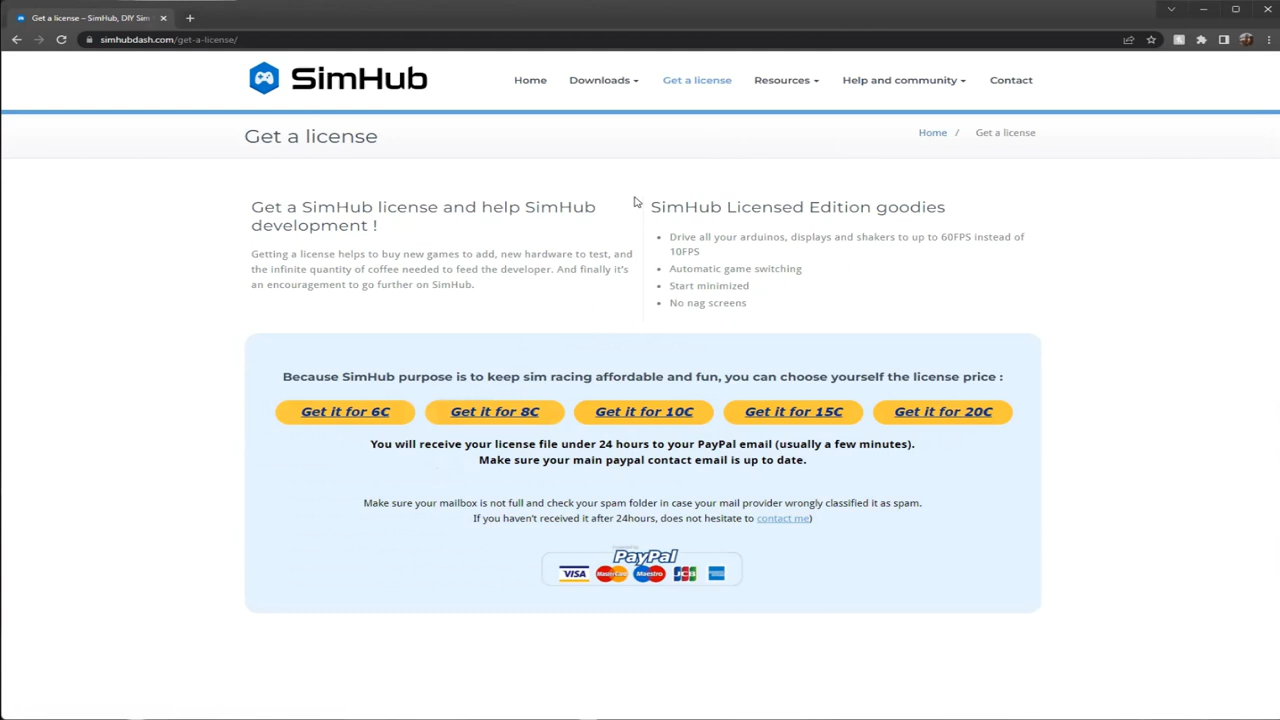 Get a license – SimHub, DIY Sim
simhubdash.com/get-a-license/
SimHub
Home
Downloads
Get a license
Resources
Help and community
Contact
Get a license
Home / Get a license
Get a SimHub license and help SimHub
development !
Getting a license helps to buy new games to add, new hardware to test, and
the infinite quantity of coffee needed to feed the developer. And finally it's
an encouragement to go further on SimHub.
SimHub Licensed Edition goodies
Drive all your arduinos, displays and shakers to up to 60FPS instead of
10FPS
Automatic game switching
Start minimized
No nag screens
Because SimHub purpose is to keep sim racing affordable and fun, you can choose yourself the license price :
Get it for 6€
Get it for 8€
Get it for 10€
Get it for 15€
Get it for 20€
You will receive your license file under 24 hours to your PayPal email (usually a few minutes).
Make sure your main paypal contact email is up to date.
Make sure your mailbox is not full and check your spam folder in case your mail provider wrongly classified it as spam.
If you haven't received it after 24hours, does not hesitate to contact me)
PayPal
VISA
MasterCard
Maestro
JCB